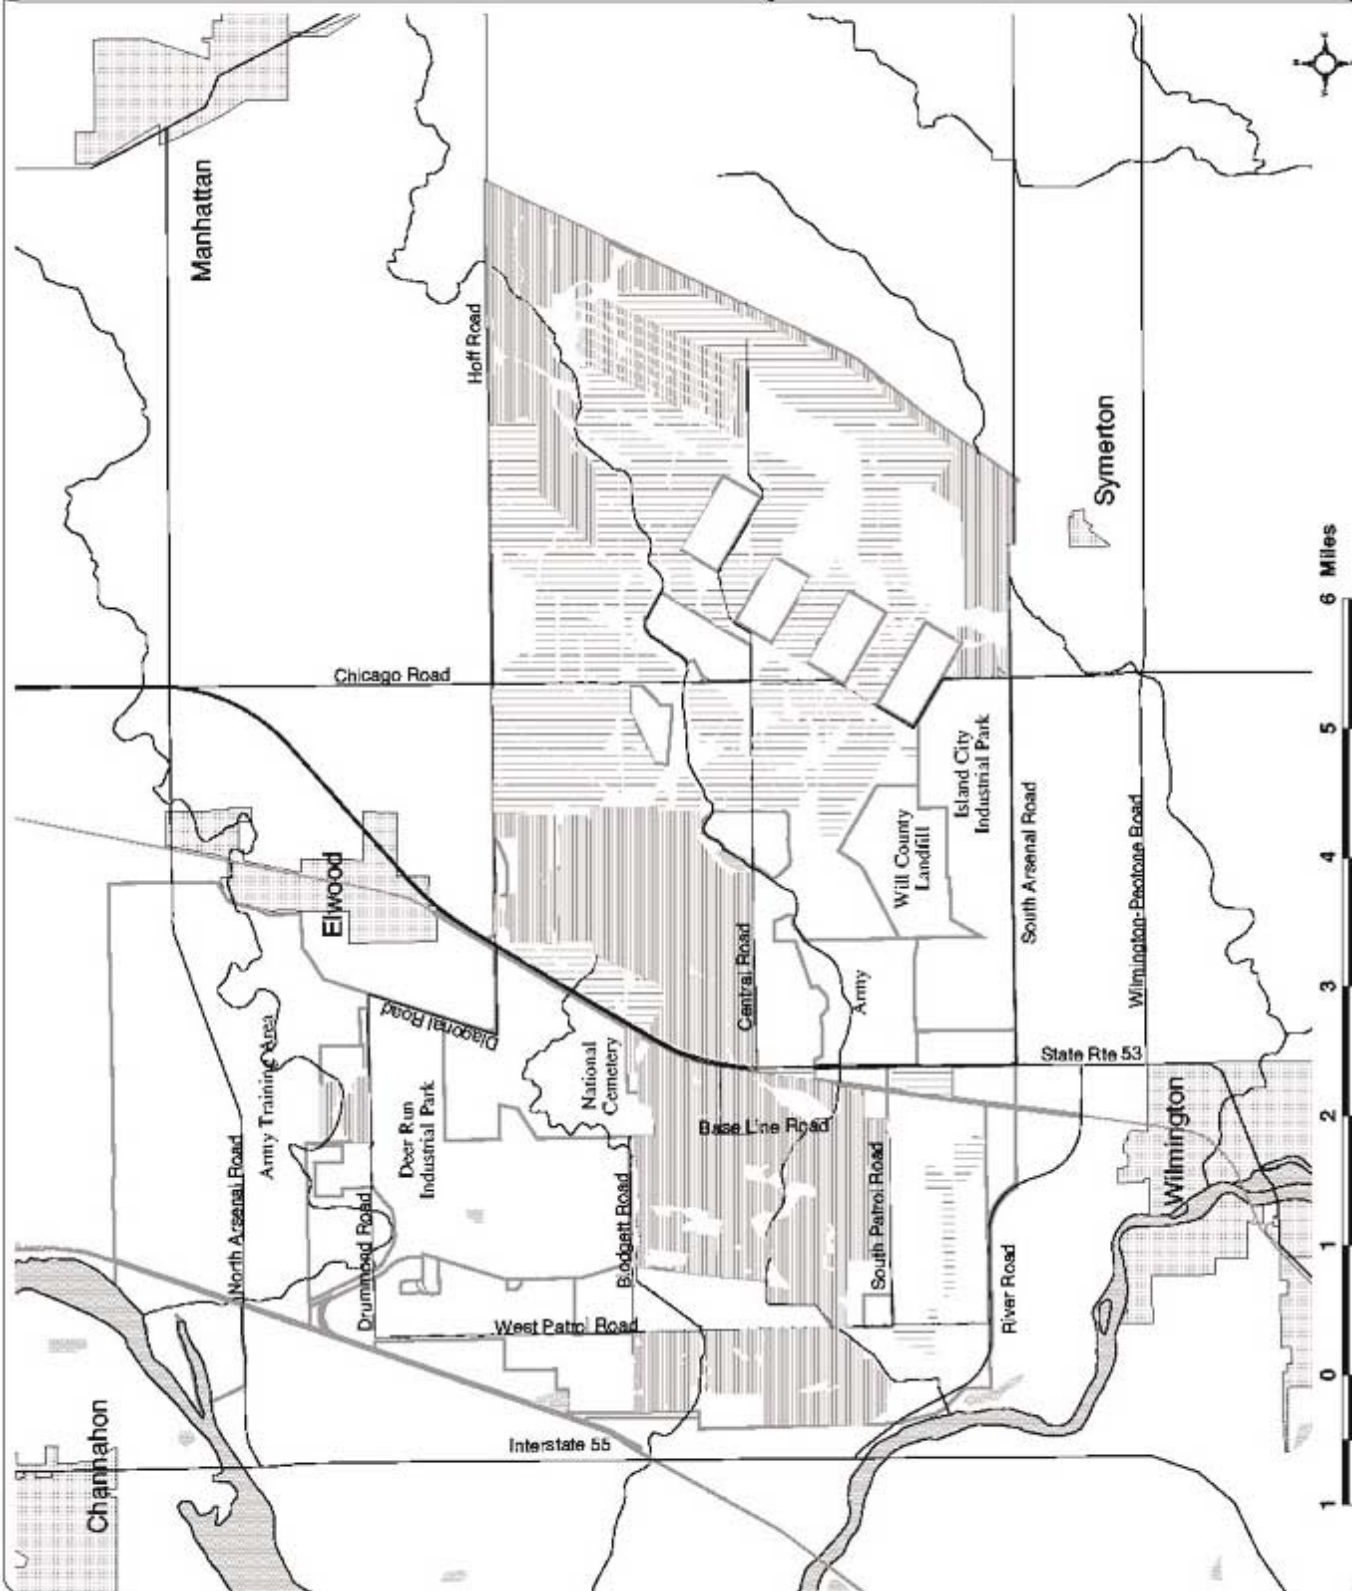 Channahon
Manhattan
Elwood
Symerton
Wilmington
Hoff Road
Chicago Road
North Arsenal Road
Army Training Area
Drummond Road
Deer Run
Industrial Park
Diagonal Road
National
Cemetery
Blodgett Road
West Patrol Road
Interstate 55
Base Line Road
Central Road
South Patrol Road
Army
Will County
Landfill
Island City
Industrial Park
South Arsenal Road
River Road
State Rte 53
Wilmington-Peotone Road
1 0 1 2 3 4 5 6 Miles